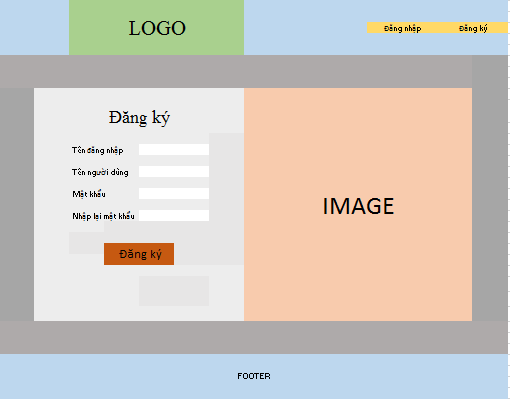 LOGO
Đăng nhập Đăng ký
Đăng ký
Tên đăng nhập
Tên người dùng
Mật khẩu
Nhập lại mật khẩu
Đăng ký
IMAGE
FOOTER